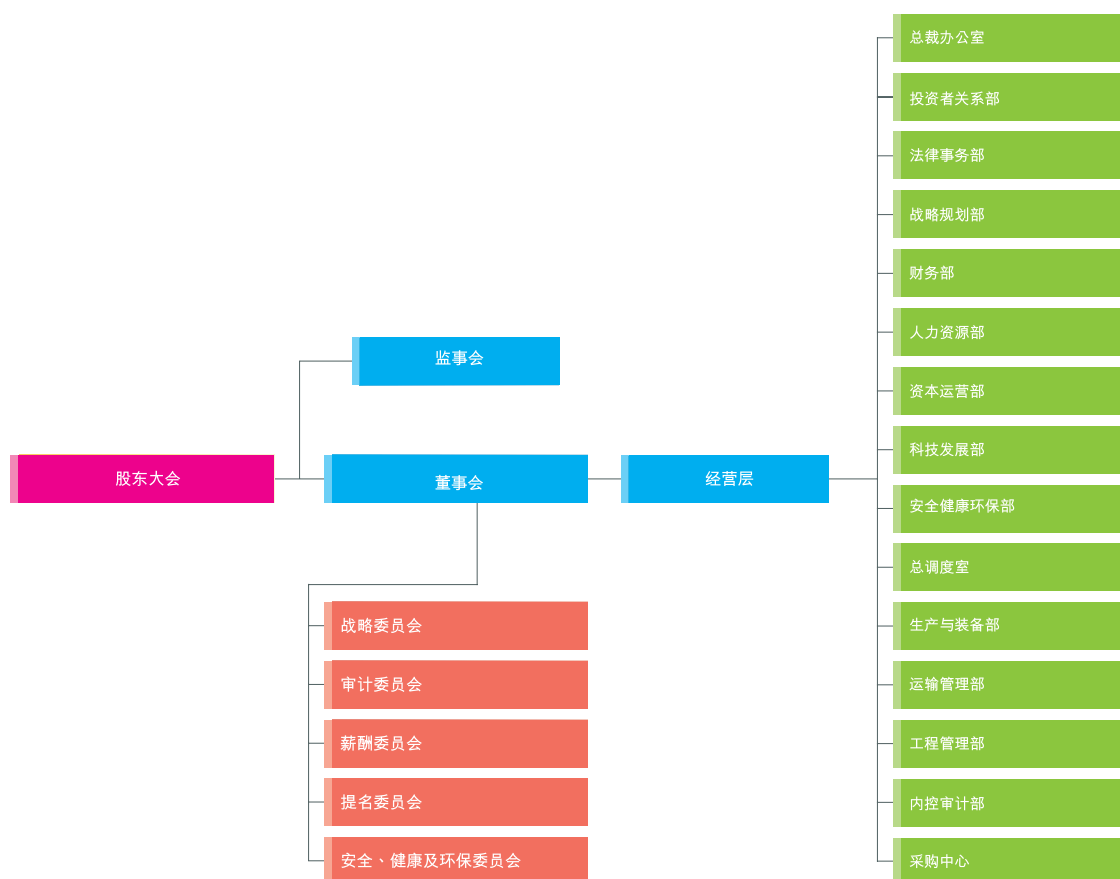 股东大会
监事会
董事会
经营层
战略委员会
审计委员会
薪酬委员会
提名委员会
安全、健康及环保委员会
总裁办公室
投资者关系部
法律事务部
战略规划部
财务部
人力资源部
资本运营部
科技发展部
安全健康环保部
总调度室
生产与装备部
运输管理部
工程管理部
内控审计部
采购中心